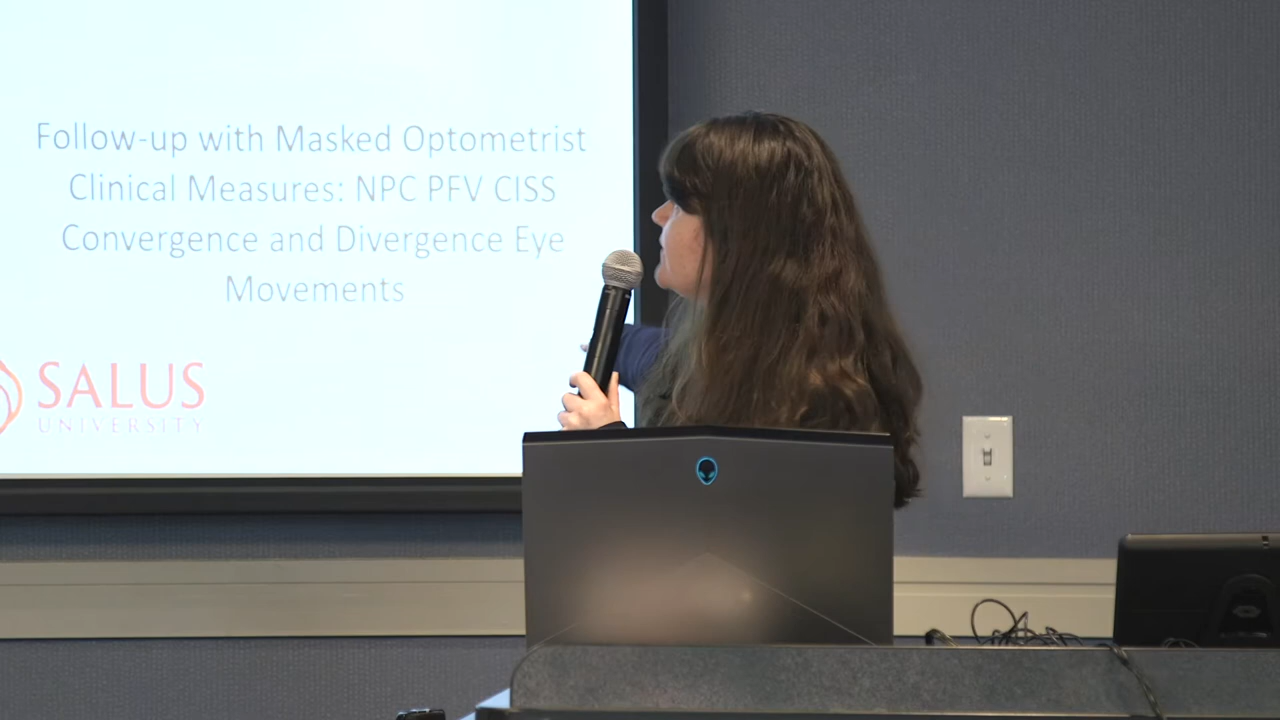 Follow-up with Masked Optometrist
Clinical Measures: NPC PFV CISS
Convergence and Divergence Eye
Movements
SALUS
UNIVERSITY